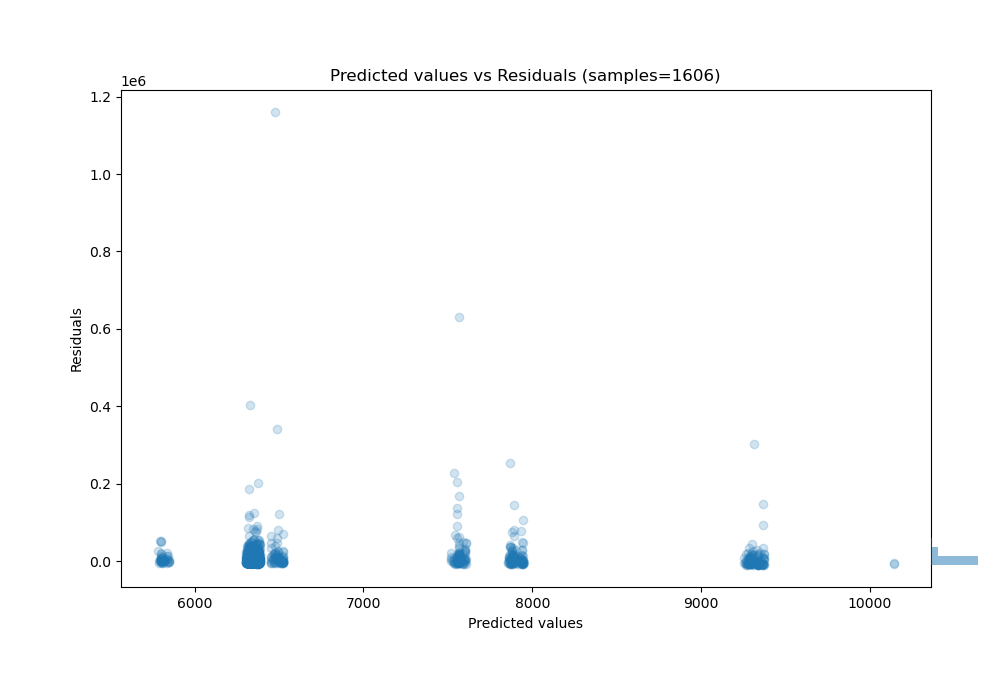 Predicted values vs Residuals (samples=1606)
1e6
1.2
1.0
0.8
0.6
0.4
0.2
0.0
Residuals
6000 7000 8000 9000 10000
Predicted values